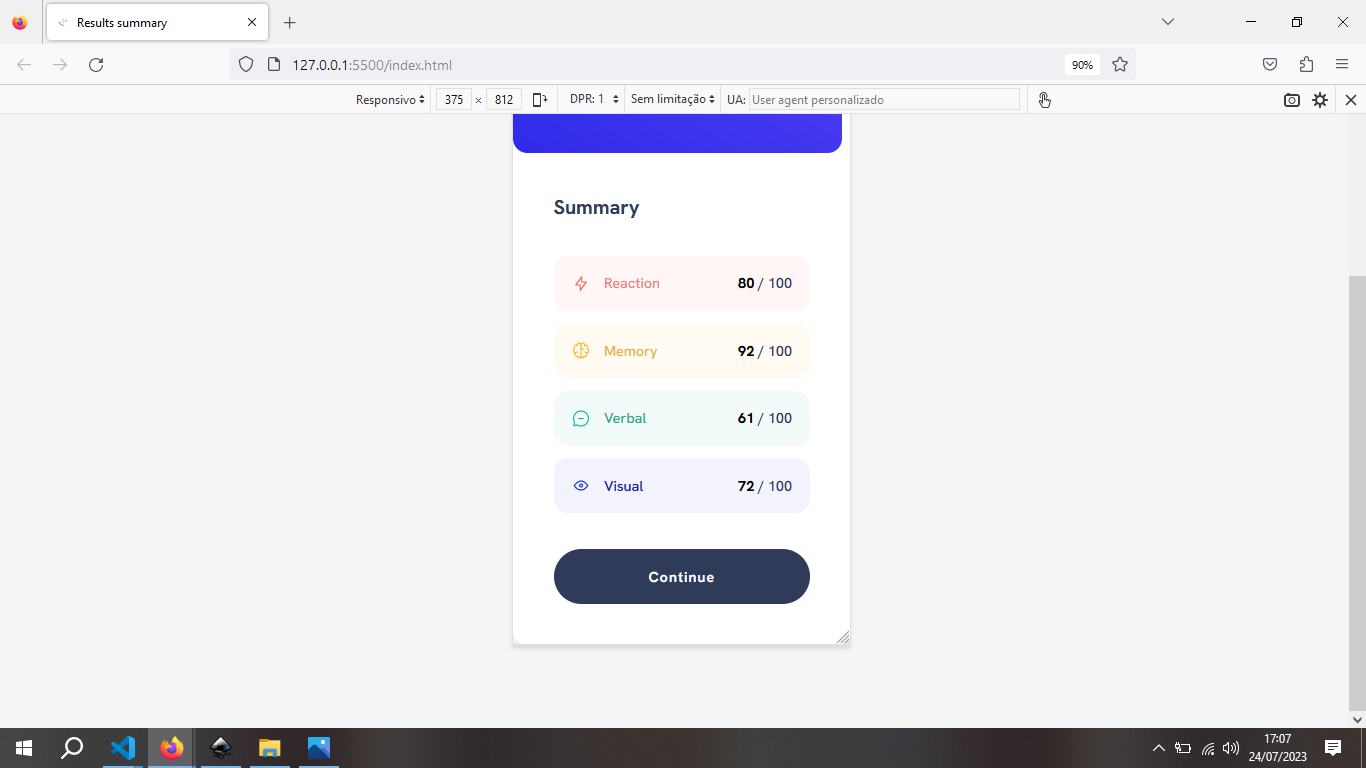 Results summary
127.0.0.1:5500/index.html
90%
Responsivo 375 × 812 DPR: 1 Sem limitação UA: User agent personalizado
Summary
Reaction 80 / 100
Memory 92 / 100
Verbal 61 / 100
Visual 72 / 100
Continue
17:07
24/07/2023